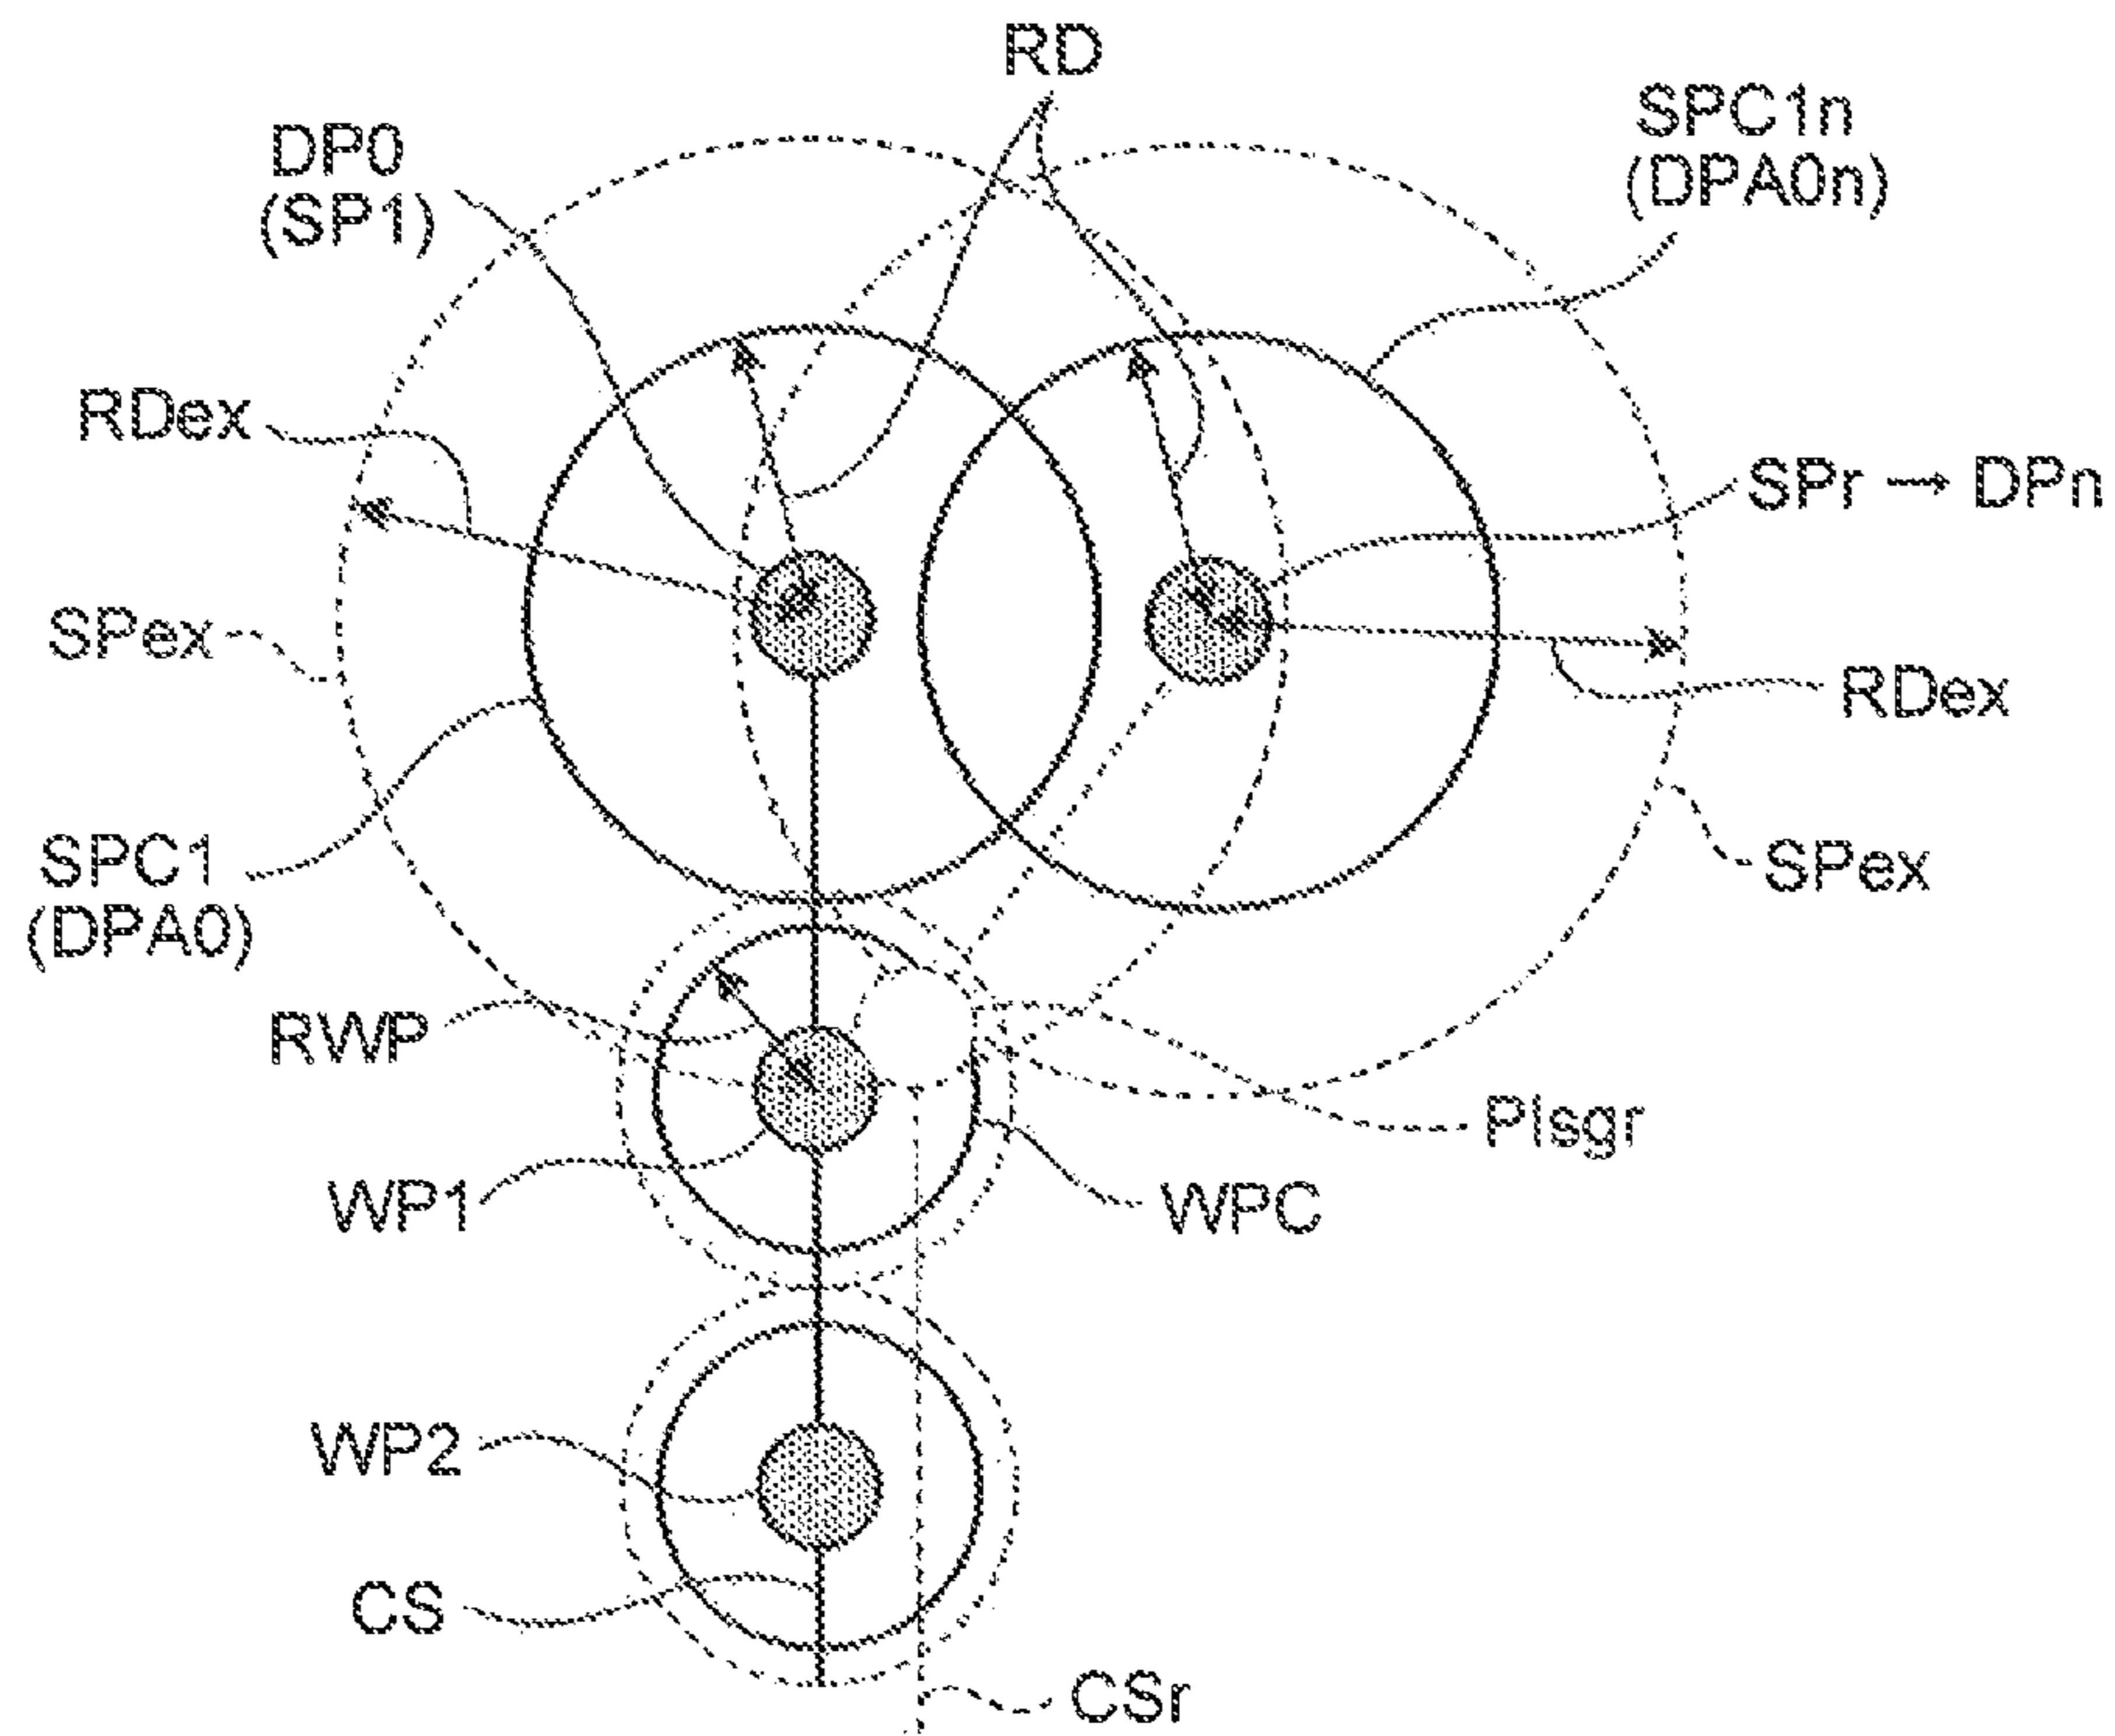 RD
SPC1n
(DPA0n)
DP0
(SP1)
RDex
SPr → DPn
SPex
RDex
SPC1
(DPA0)
SPex
RWP
PIsgr
WP1
WPC
WP2
CS
CSr